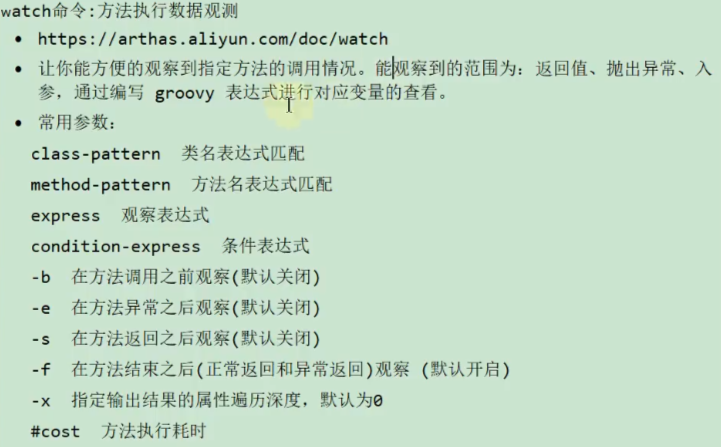 watch命令:方法执行数据观测
• https://arthas.aliyun.com/doc/watch
• 让你能方便的观察到指定方法的调用情况。能观察到的范围为：返回值、抛出异常、入
参，通过编写 groovy 表达式进行对应变量的查看。
• 常用参数：
class-pattern 类名表达式匹配
method-pattern 方法名表达式匹配
express 观察表达式
condition-express 条件表达式
-b 在方法调用之前观察(默认关闭)
-e 在方法异常之后观察(默认关闭)
-s 在方法返回之后观察(默认关闭)
-f 在方法结束之后(正常返回和异常返回)观察 (默认开启)
-x 指定输出结果的属性遍历深度，默认为0
#cost 方法执行耗时